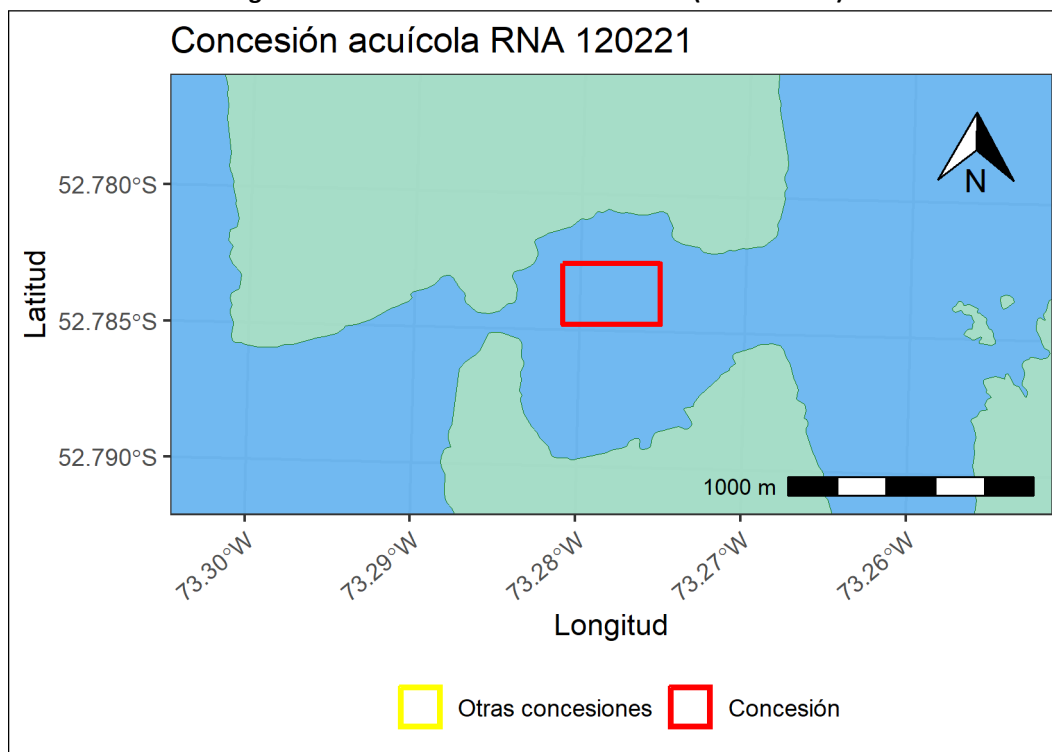 Concesión acuícola RNA 120221
N
52.780°S
52.785°S
52.790°S
Latitud
1000 m
73.30°W
73.29°W
73.28°W
73.27°W
73.26°W
Longitud
Otras concesiones
Concesión